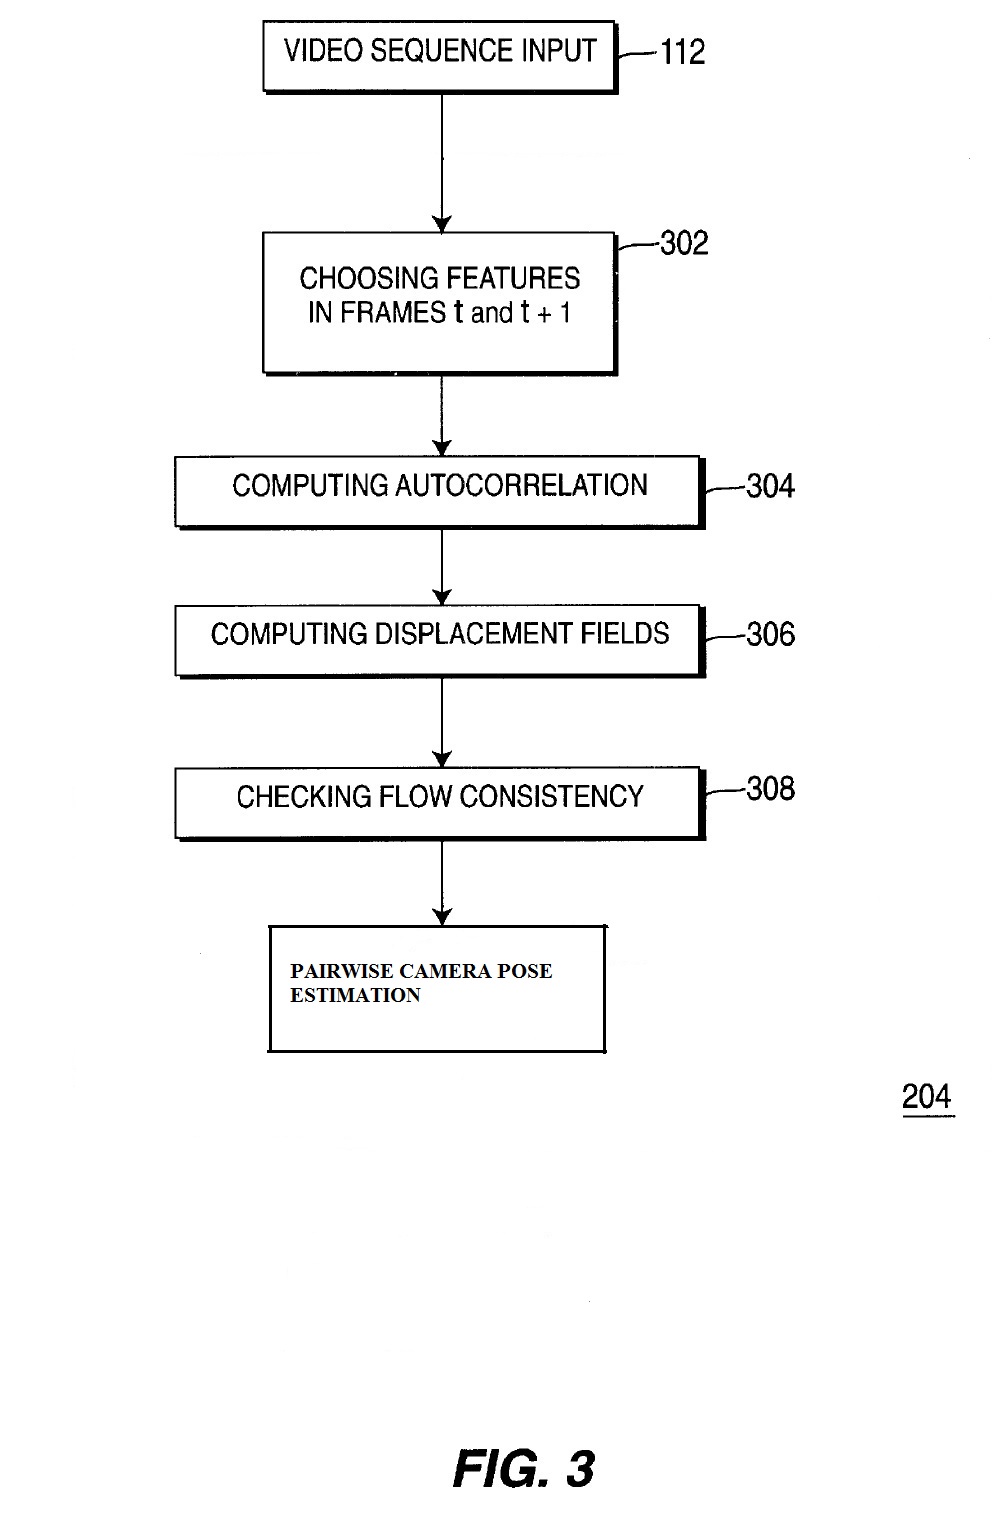 VIDEO SEQUENCE INPUT
112
302
CHOOSING FEATURES
IN FRAMES t and t + 1
COMPUTING AUTOCORRELATION
304
COMPUTING DISPLACEMENT FIELDS
306
CHECKING FLOW CONSISTENCY
308
PAIRWISE CAMERA POSE
ESTIMATION
204
FIG. 3